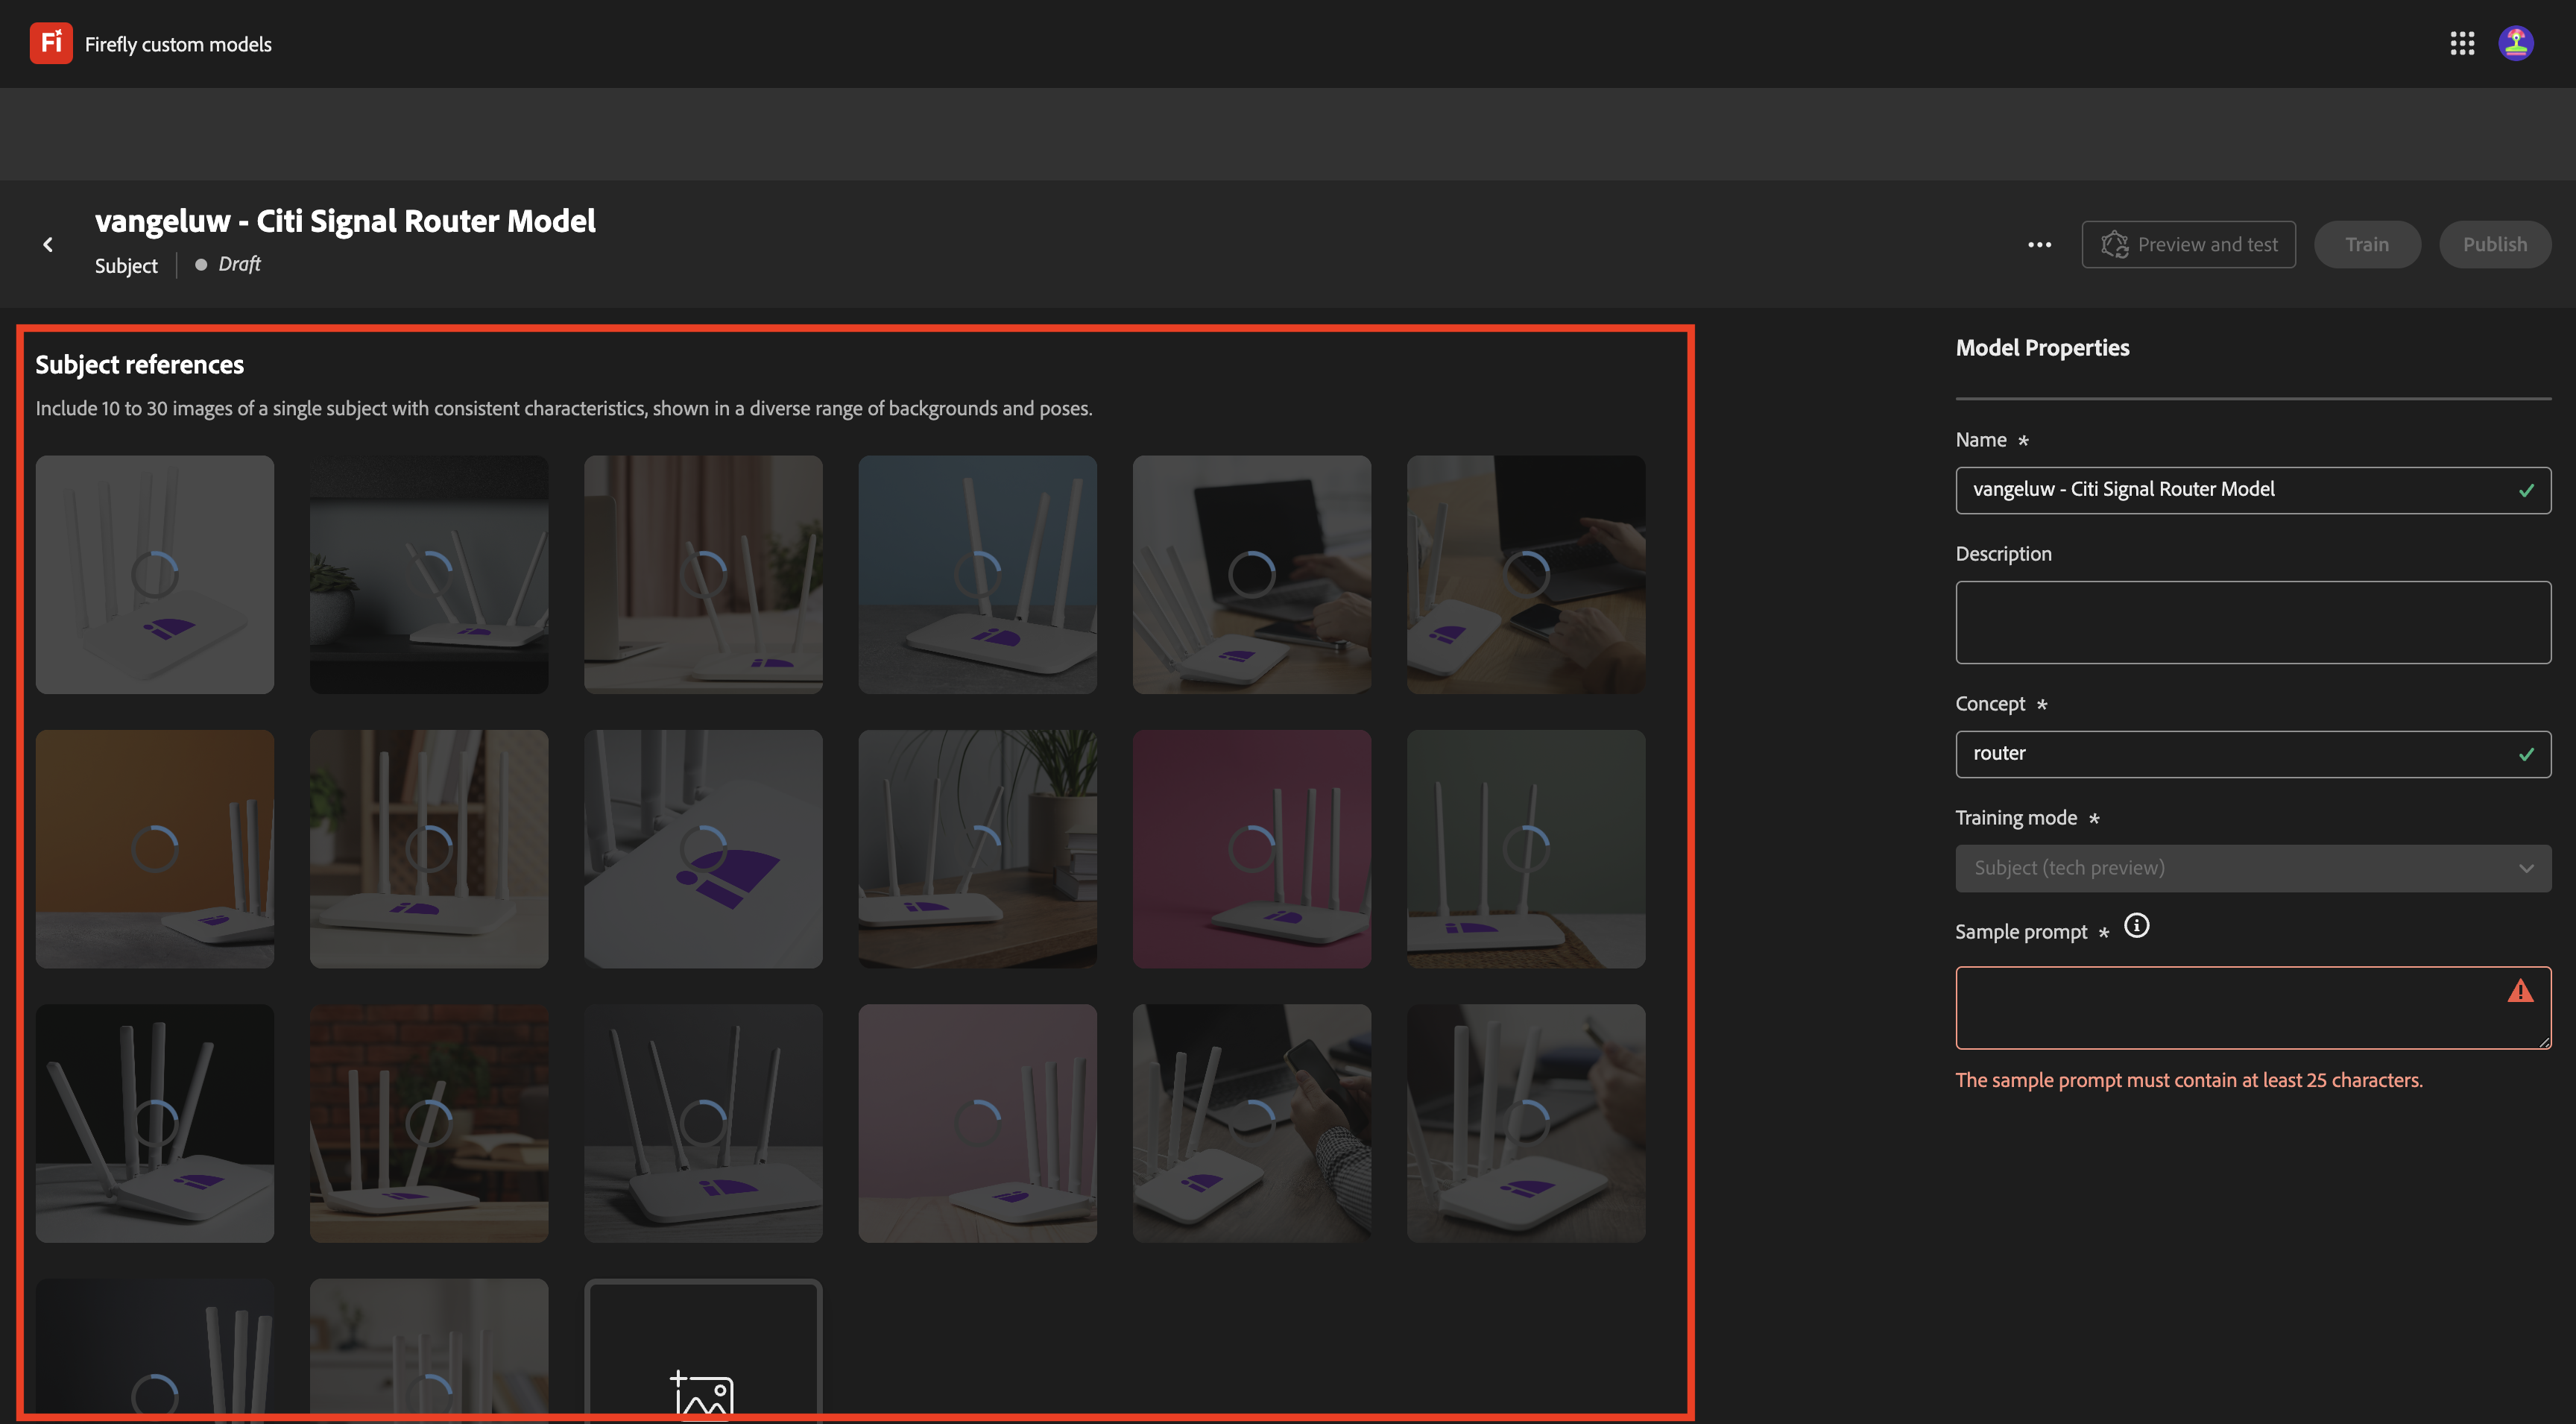 Fi
Firefly custom models
vangeluw - Citi Signal Router Model
Subject
Draft
Preview and test
Train
Publish
Subject references
Include 10 to 30 images of a single subject with consistent characteristics, shown in a diverse range of backgrounds and poses.
Model Properties
Name *
vangeluw - Citi Signal Router Model
Description
Concept *
router
Training mode *
Subject (tech preview)
Sample prompt *
The sample prompt must contain at least 25 characters.